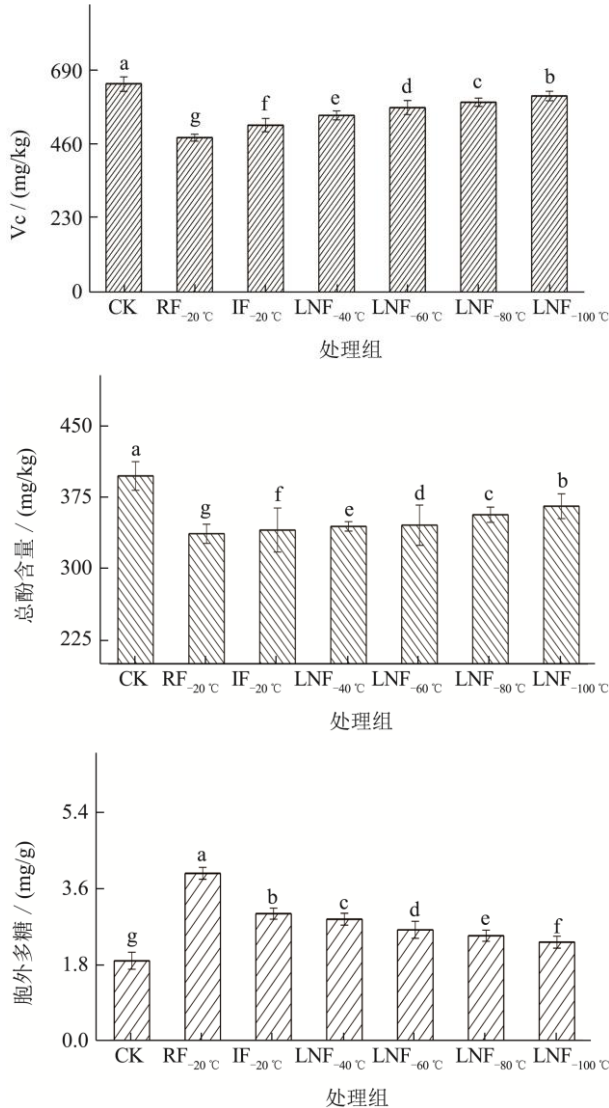 Vc / (mg/kg)
690
460
230
0
a
g
f
e
d
c
b
CK RF−20 ℃ IF−20 ℃ LNF−40 ℃ LNF−60 ℃ LNF−80 ℃ LNF−100 ℃
处理组
总酚含量 / (mg/kg)
450
375
300
225
a
g
f
e
d
c
b
CK RF−20 ℃ IF−20 ℃ LNF−40 ℃ LNF−60 ℃ LNF−80 ℃ LNF−100 ℃
处理组
胞外多糖 / (mg/g)
5.4
3.6
1.8
0.0
g
a
b
c
d
e
f
CK RF−20 ℃ IF−20 ℃ LNF−40 ℃ LNF−60 ℃ LNF−80 ℃ LNF−100 ℃
处理组